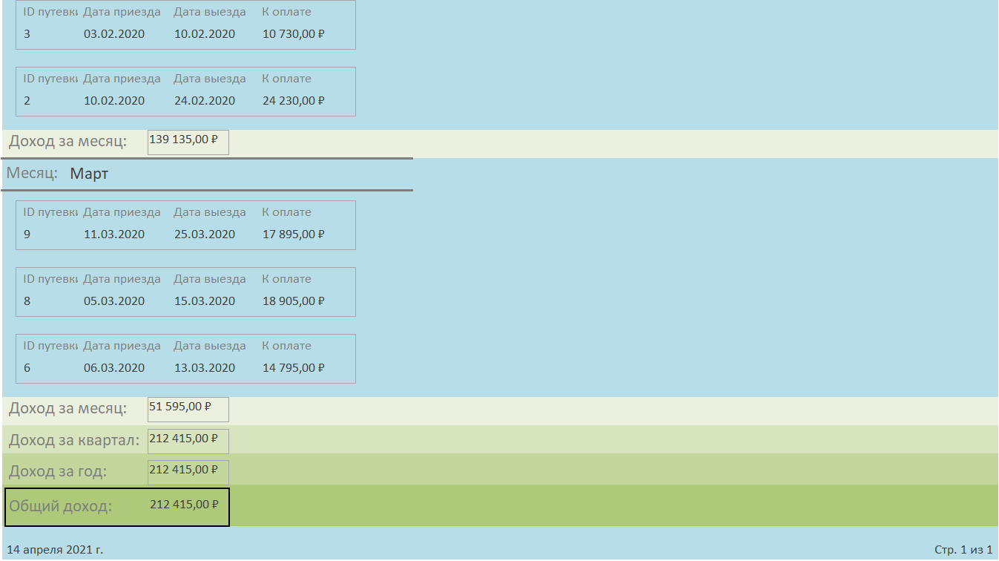 ID путевки Дата приезда Дата выезда К оплате
3 03.02.2020 10.02.2020 10 730,00 ₽
ID путевки Дата приезда Дата выезда К оплате
2 10.02.2020 24.02.2020 24 230,00 ₽
Доход за месяц: 139 135,00 ₽
Месяц: Март
ID путевки Дата приезда Дата выезда К оплате
9 11.03.2020 25.03.2020 17 895,00 ₽
ID путевки Дата приезда Дата выезда К оплате
8 05.03.2020 15.03.2020 18 905,00 ₽
ID путевки Дата приезда Дата выезда К оплате
6 06.03.2020 13.03.2020 14 795,00 ₽
Доход за месяц: 51 595,00 ₽
Доход за квартал: 212 415,00 ₽
Доход за год: 212 415,00 ₽
Общий доход: 212 415,00 ₽
14 апреля 2021 г. Стр. 1 из 1